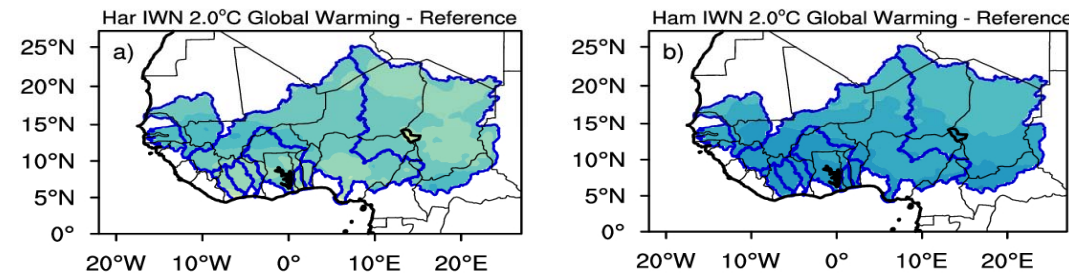 Har IWN 2.0°C Global Warming - Reference
Ham IWN 2.0°C Global Warming - Reference
a)
b)
25°N
20°N
15°N
10°N
5°N
0°
20°W 10°W 0° 10°E 20°E
25°N
20°N
15°N
10°N
5°N
0°
20°W 10°W 0° 10°E 20°E